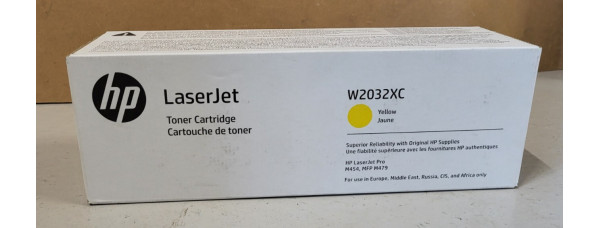 hp
LaserJet
Toner Cartridge
Cartouche de toner
W2032XC
Yellow
Jaune
Superior Reliability with Original HP Supplies
Une fiabilité supérieure avec les fournitures HP authentiques
HP LaserJet Pro
M454, MFP M479
For use in Europe, Middle East, Russia, CIS, and Africa only